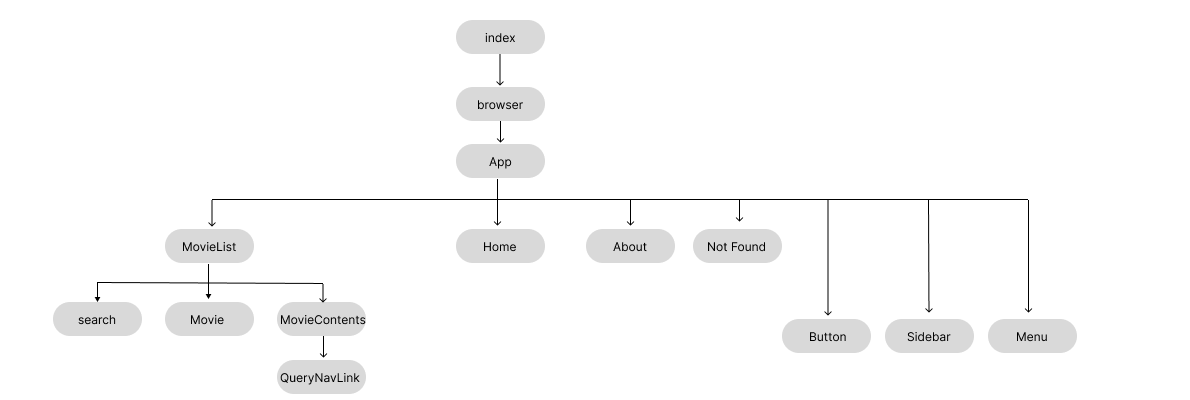 index
browser
App
MovieList
Home
About
Not Found
search
Movie
MovieContents
Button
Sidebar
Menu
QueryNavLink